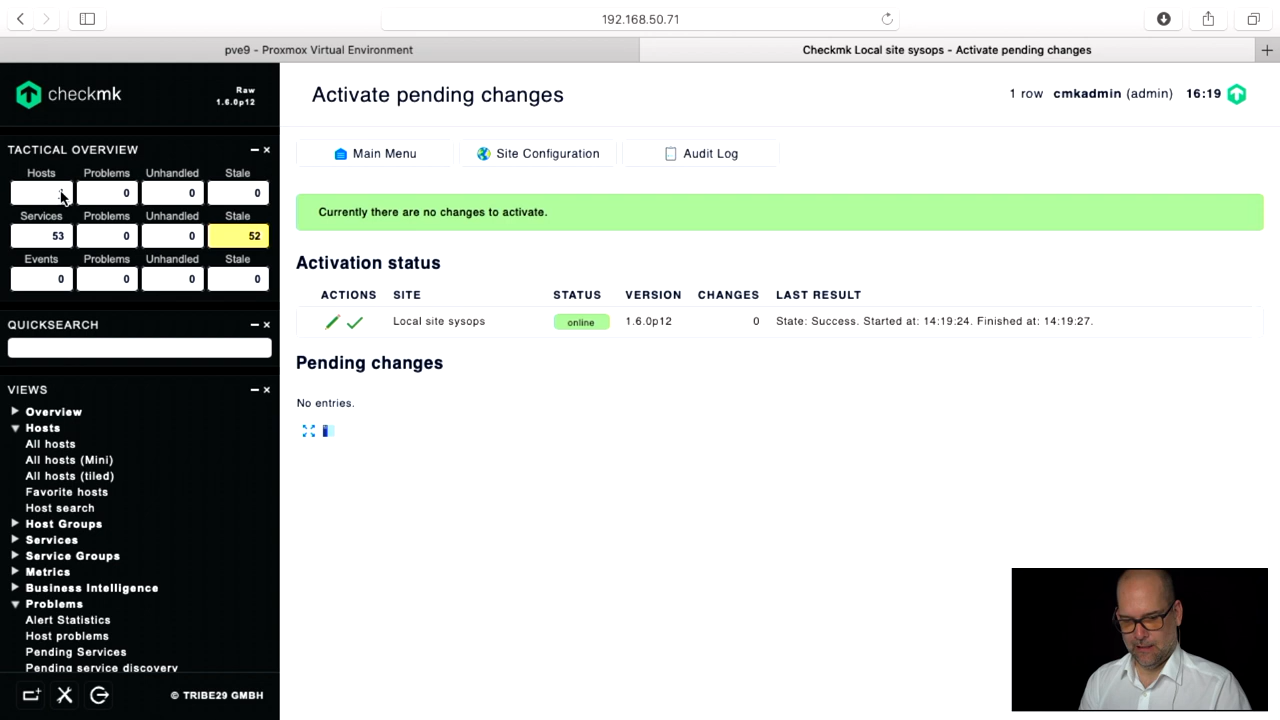 192.168.50.71
pve9 - Proxmox Virtual Environment
Checkmk Local site sysops - Activate pending changes
checkmk
Raw
1.6.0p12
Activate pending changes
1 row cmkadmin (admin) 16:19
TACTICAL OVERVIEW
Hosts Problems Unhandled Stale
0 0 0
Services Problems Unhandled Stale
53 0 0 52
Events Problems Unhandled Stale
0 0 0 0
QUICKSEARCH
VIEWS
Overview
Hosts
All hosts
All hosts (Mini)
All hosts (tiled)
Favorite hosts
Host search
Host Groups
Services
Service Groups
Metrics
Business Intelligence
Problems
Alert Statistics
Host problems
Pending Services
Pending service discovery
© TRIBE29 GMBH
Main Menu Site Configuration Audit Log
Currently there are no changes to activate.
Activation status
ACTIONS SITE STATUS VERSION CHANGES LAST RESULT
Local site sysops online 1.6.0p12 0 State: Success. Started at: 14:19:24. Finished at: 14:19:27.
Pending changes
No entries.